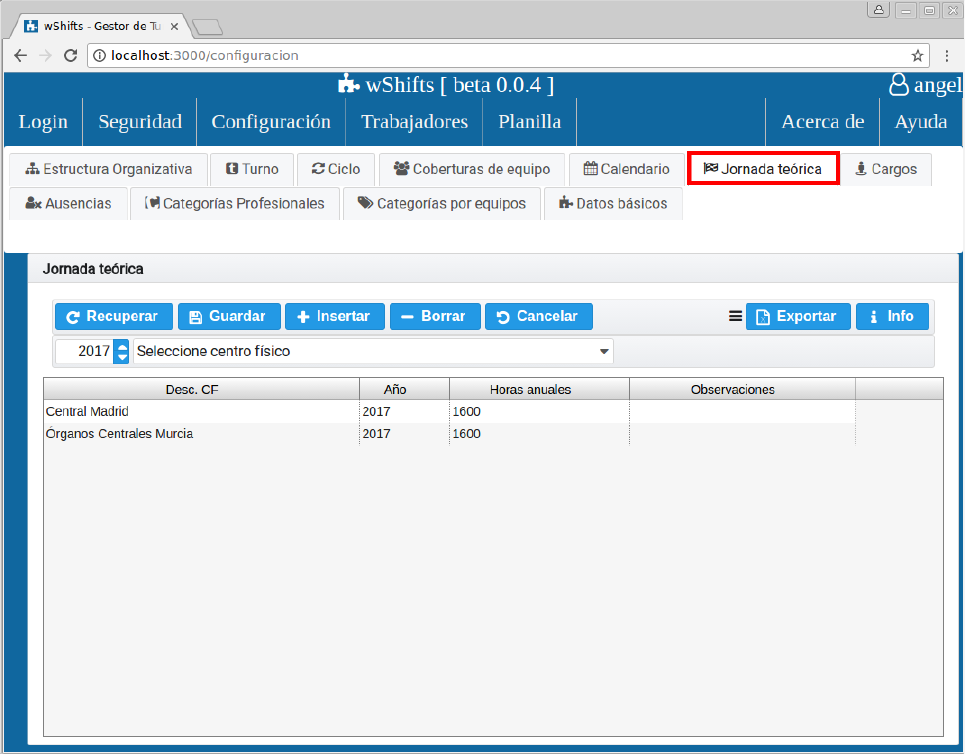 wShifts - Gestor de Tu
localhost:3000/configuracion
wShifts [ beta 0.0.4 ]
angel
Login Seguridad Configuración Trabajadores Planilla Acerca de Ayuda
Estructura Organizativa Turno Ciclo Coberturas de equipo Calendario Jornada teórica Cargos
Ausencias Categorías Profesionales Categorías por equipos Datos básicos
Jornada teórica
Recuperar Guardar Insertar Borrar Cancelar Exportar Info
2017 Seleccione centro físico
Desc. CF Año Horas anuales Observaciones
Central Madrid 2017 1600
Órganos Centrales Murcia 2017 1600